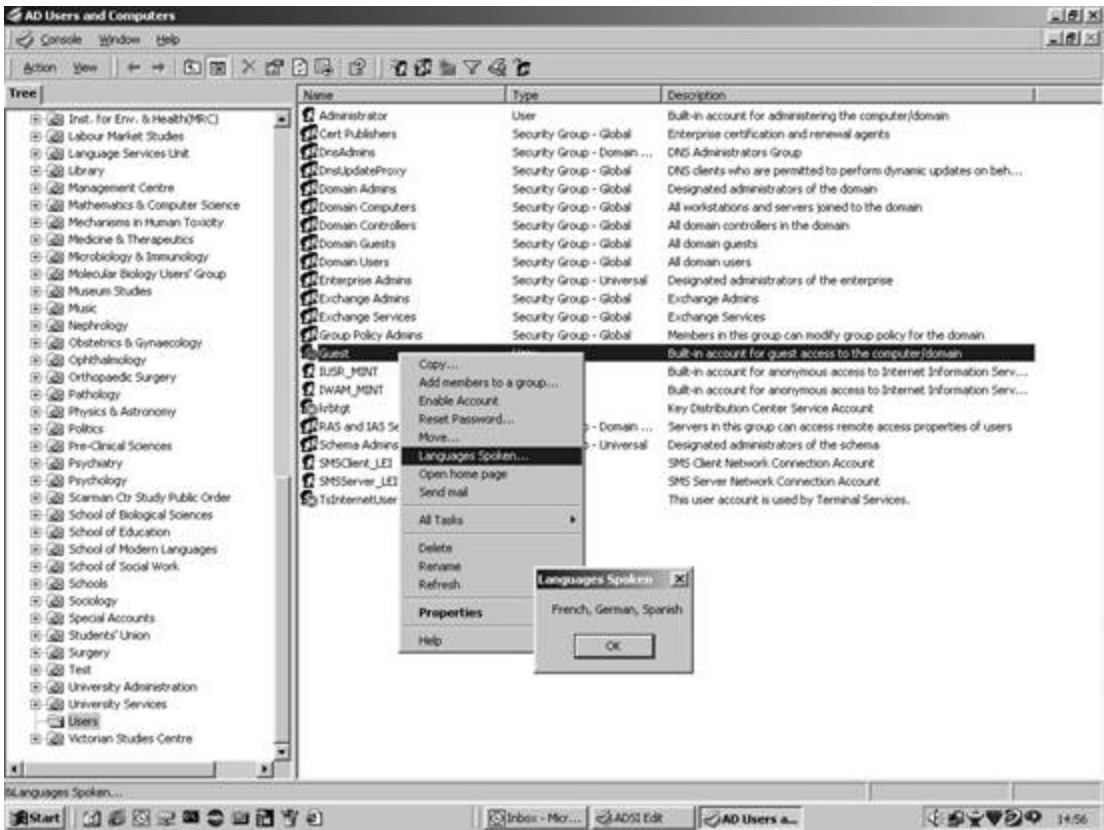 AD Users and Computers
Console Window Help
Action View
Tree
Name Type Description
Inst. for Env. & Health(MRC)
Labour Market Studies
Language Services Unit
Library
Management Centre
Mathematics & Computer Science
Mechanisms in Human Toxicity
Medicine & Therapeutics
Microbiology & Immunology
Molecular Biology Users' Group
Museum Studies
Music
Nephrology
Obstetrics & Gynaecology
Ophthalmology
Orthopaedic Surgery
Pathology
Physics & Astronomy
Politics
Pre-Clinical Sciences
Psychiatry
Psychology
Scarman Ctr Study Public Order
School of Biological Sciences
School of Education
School of Modern Languages
School of Social Work
Schools
Sociology
Special Accounts
Students' Union
Surgery
Test
University Administration
University Services
Users
Victorian Studies Centre
Administrator User Built-in account for administering the computer/domain
Cert Publishers Security Group - Global Enterprise certification and renewal agents
DnsAdmins Security Group - Domain ... DNS Administrators Group
DnsUpdateProxy Security Group - Global DNS clients who are permitted to perform dynamic updates on beh...
Domain Admins Security Group - Global Designated administrators of the domain
Domain Computers Security Group - Global All workstations and servers joined to the domain
Domain Controllers Security Group - Global All domain controllers in the domain
Domain Guests Security Group - Global All domain guests
Domain Users Security Group - Global All domain users
Enterprise Admins Security Group - Universal Designated administrators of the enterprise
Exchange Admins Security Group - Global Exchange Admins
Exchange Services Security Group - Global Exchange Services
Group Policy Admins Security Group - Global Members in this group can modify group policy for the domain
Guest Built-in account for guest access to the computer/domain
IUSR_MINT Built-in account for anonymous access to Internet Information Serv...
IWAM_MINT Built-in account for anonymous access to Internet Information Serv...
krbtgt Key Distribution Center Service Account
RAS and IAS Se - Domain ... Servers in this group can access remote access properties of users
Schema Admins - Universal Designated administrators of the schema
SMSClient_LEI SMS Client Network Connection Account
SMSServer_LEI SMS Server Network Connection Account
TsInternetUser This user account is used by Terminal Services.
Copy...
Add members to a group...
Enable Account
Reset Password...
Move...
Languages Spoken...
Open home page
Send mail
All Tasks
Delete
Rename
Refresh
Properties
Help
Languages Spoken
French, German, Spanish
OK
&Languages Spoken...
Start Inbox - Micr... ADSI Edit AD Users a... 14:56